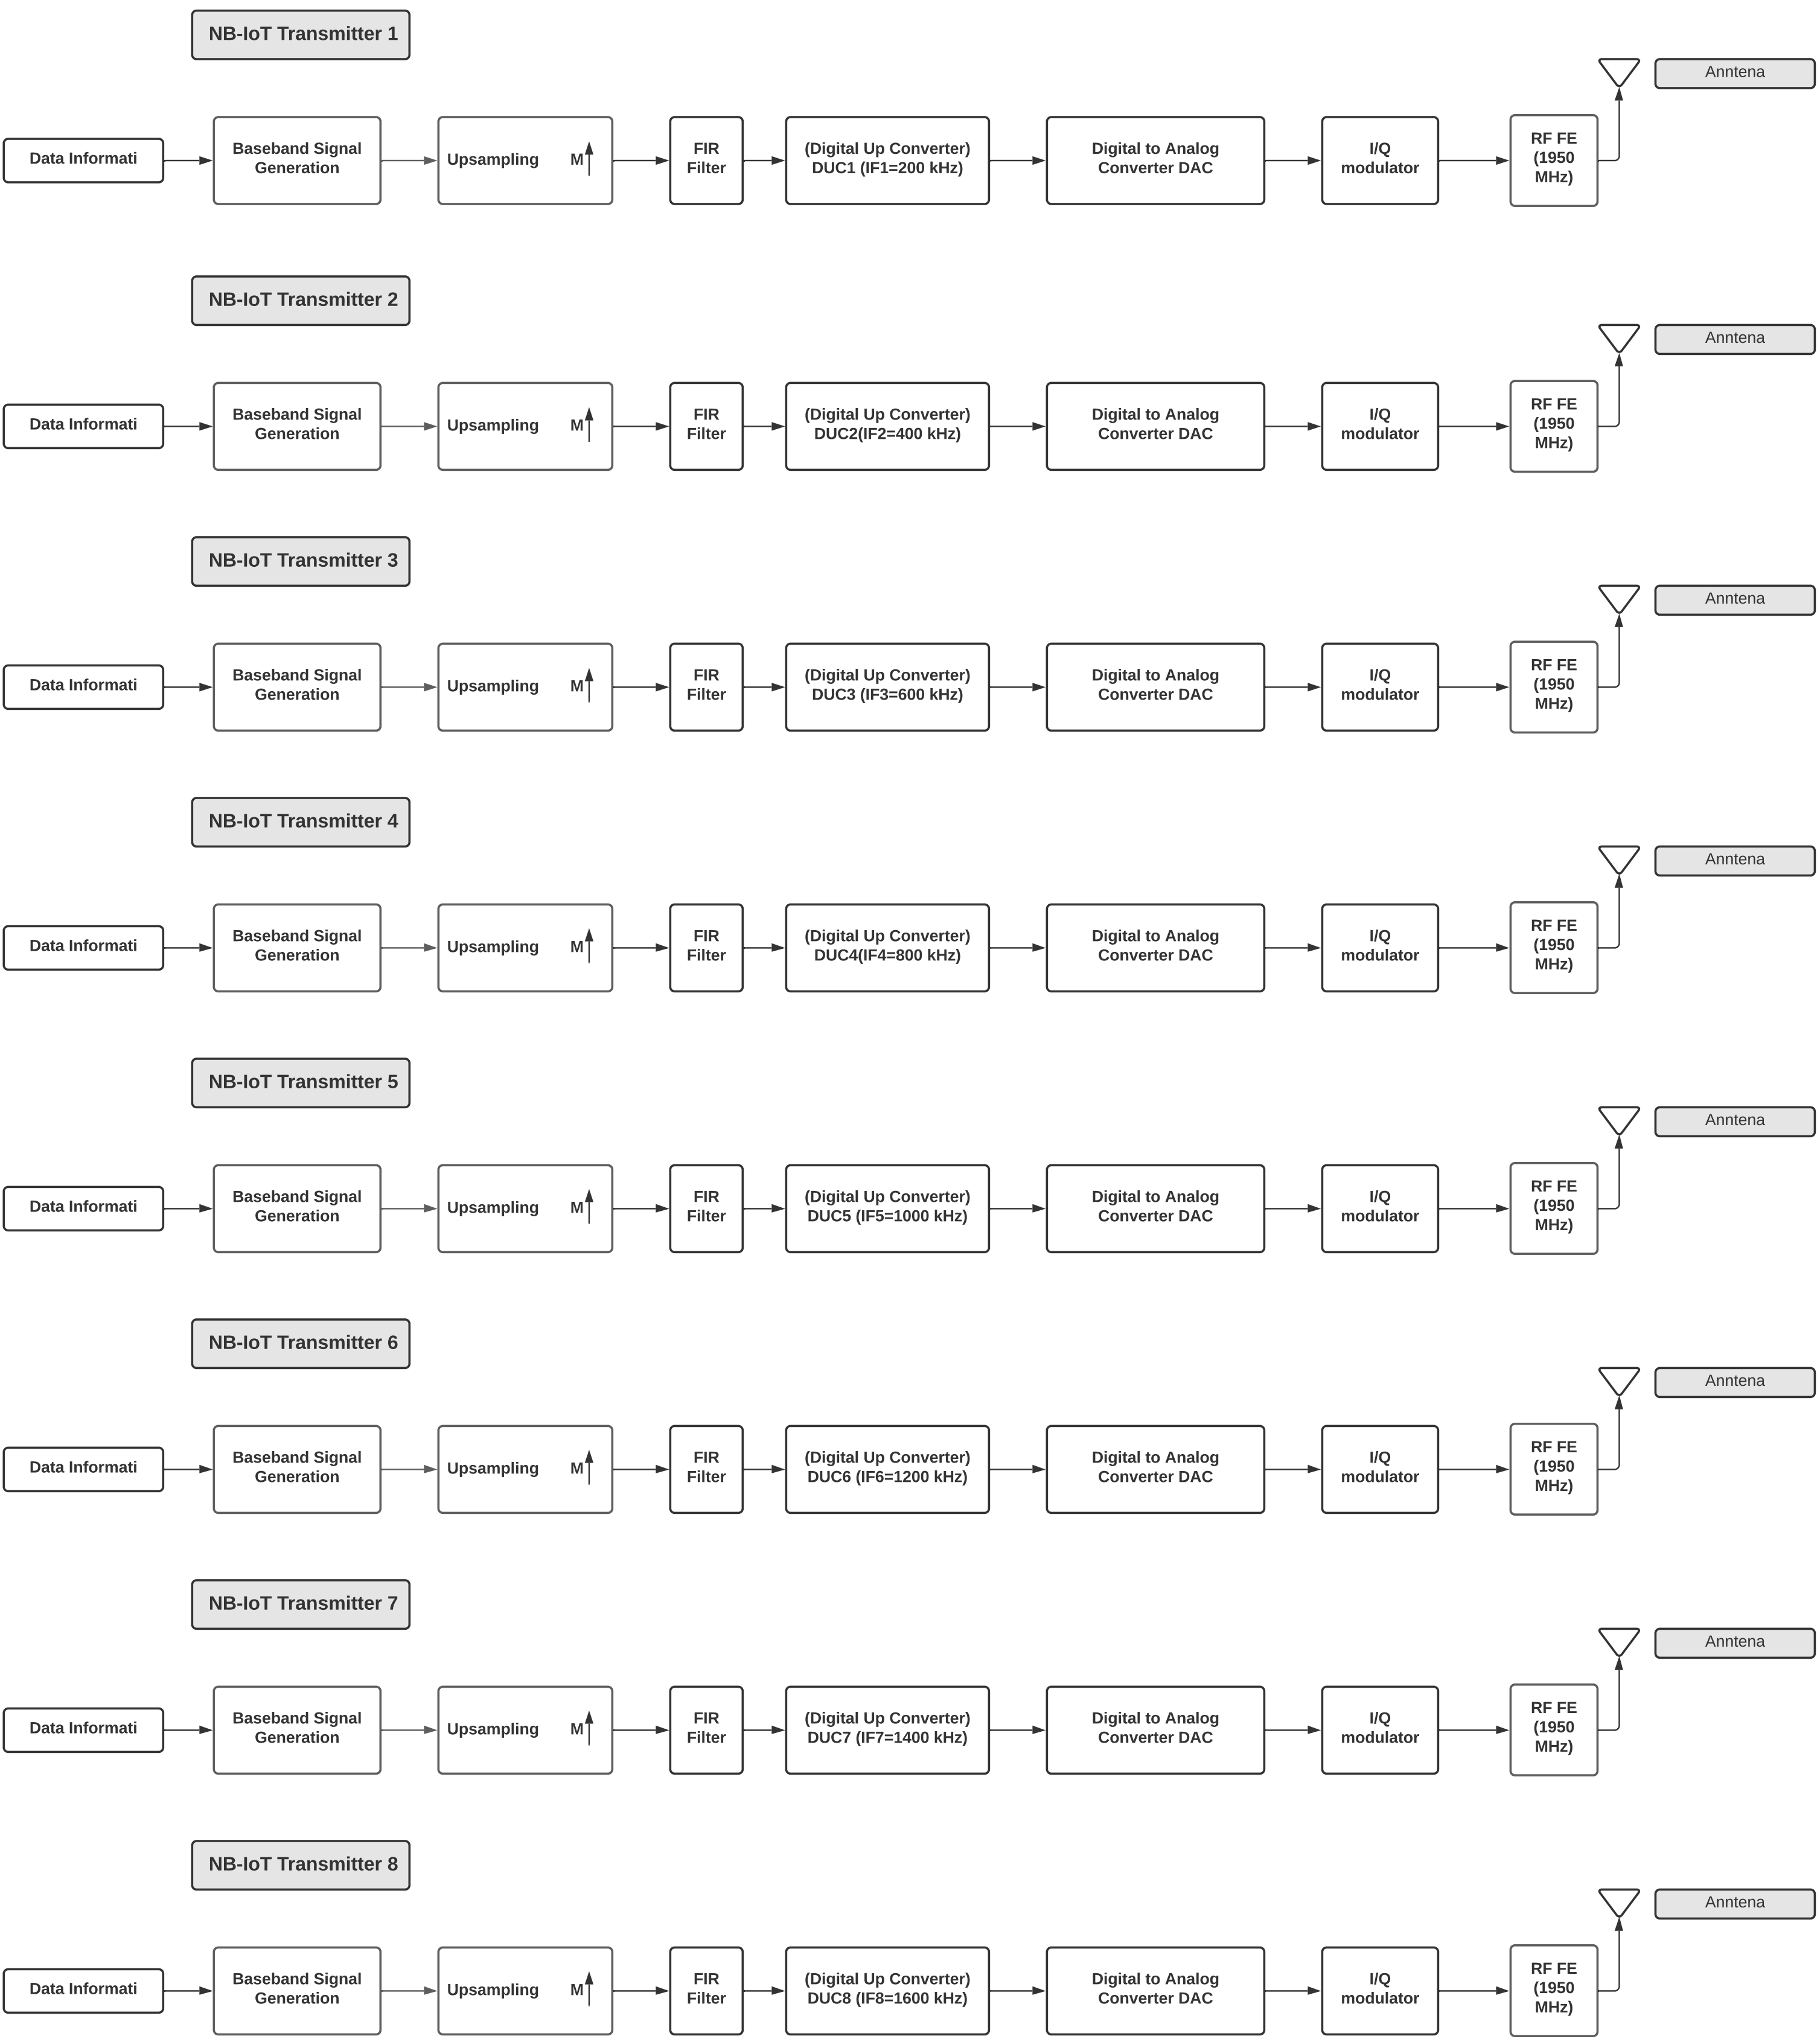 NB-IoT Transmitter 1
Anntena
Data Informati
Baseband Signal
Generation
Upsampling M
FIR
Filter
(Digital Up Converter)
DUC1 (IF1=200 kHz)
Digital to Analog
Converter DAC
I/Q
modulator
RF FE
(1950
MHz)
NB-IoT Transmitter 2
Anntena
Data Informati
Baseband Signal
Generation
Upsampling M
FIR
Filter
(Digital Up Converter)
DUC2(IF2=400 kHz)
Digital to Analog
Converter DAC
I/Q
modulator
RF FE
(1950
MHz)
NB-IoT Transmitter 3
Anntena
Data Informati
Baseband Signal
Generation
Upsampling M
FIR
Filter
(Digital Up Converter)
DUC3 (IF3=600 kHz)
Digital to Analog
Converter DAC
I/Q
modulator
RF FE
(1950
MHz)
NB-IoT Transmitter 4
Anntena
Data Informati
Baseband Signal
Generation
Upsampling M
FIR
Filter
(Digital Up Converter)
DUC4(IF4=800 kHz)
Digital to Analog
Converter DAC
I/Q
modulator
RF FE
(1950
MHz)
NB-IoT Transmitter 5
Anntena
Data Informati
Baseband Signal
Generation
Upsampling M
FIR
Filter
(Digital Up Converter)
DUC5 (IF5=1000 kHz)
Digital to Analog
Converter DAC
I/Q
modulator
RF FE
(1950
MHz)
NB-IoT Transmitter 6
Anntena
Data Informati
Baseband Signal
Generation
Upsampling M
FIR
Filter
(Digital Up Converter)
DUC6 (IF6=1200 kHz)
Digital to Analog
Converter DAC
I/Q
modulator
RF FE
(1950
MHz)
NB-IoT Transmitter 7
Anntena
Data Informati
Baseband Signal
Generation
Upsampling M
FIR
Filter
(Digital Up Converter)
DUC7 (IF7=1400 kHz)
Digital to Analog
Converter DAC
I/Q
modulator
RF FE
(1950
MHz)
NB-IoT Transmitter 8
Anntena
Data Informati
Baseband Signal
Generation
Upsampling M
FIR
Filter
(Digital Up Converter)
DUC8 (IF8=1600 kHz)
Digital to Analog
Converter DAC
I/Q
modulator
RF FE
(1950
MHz)